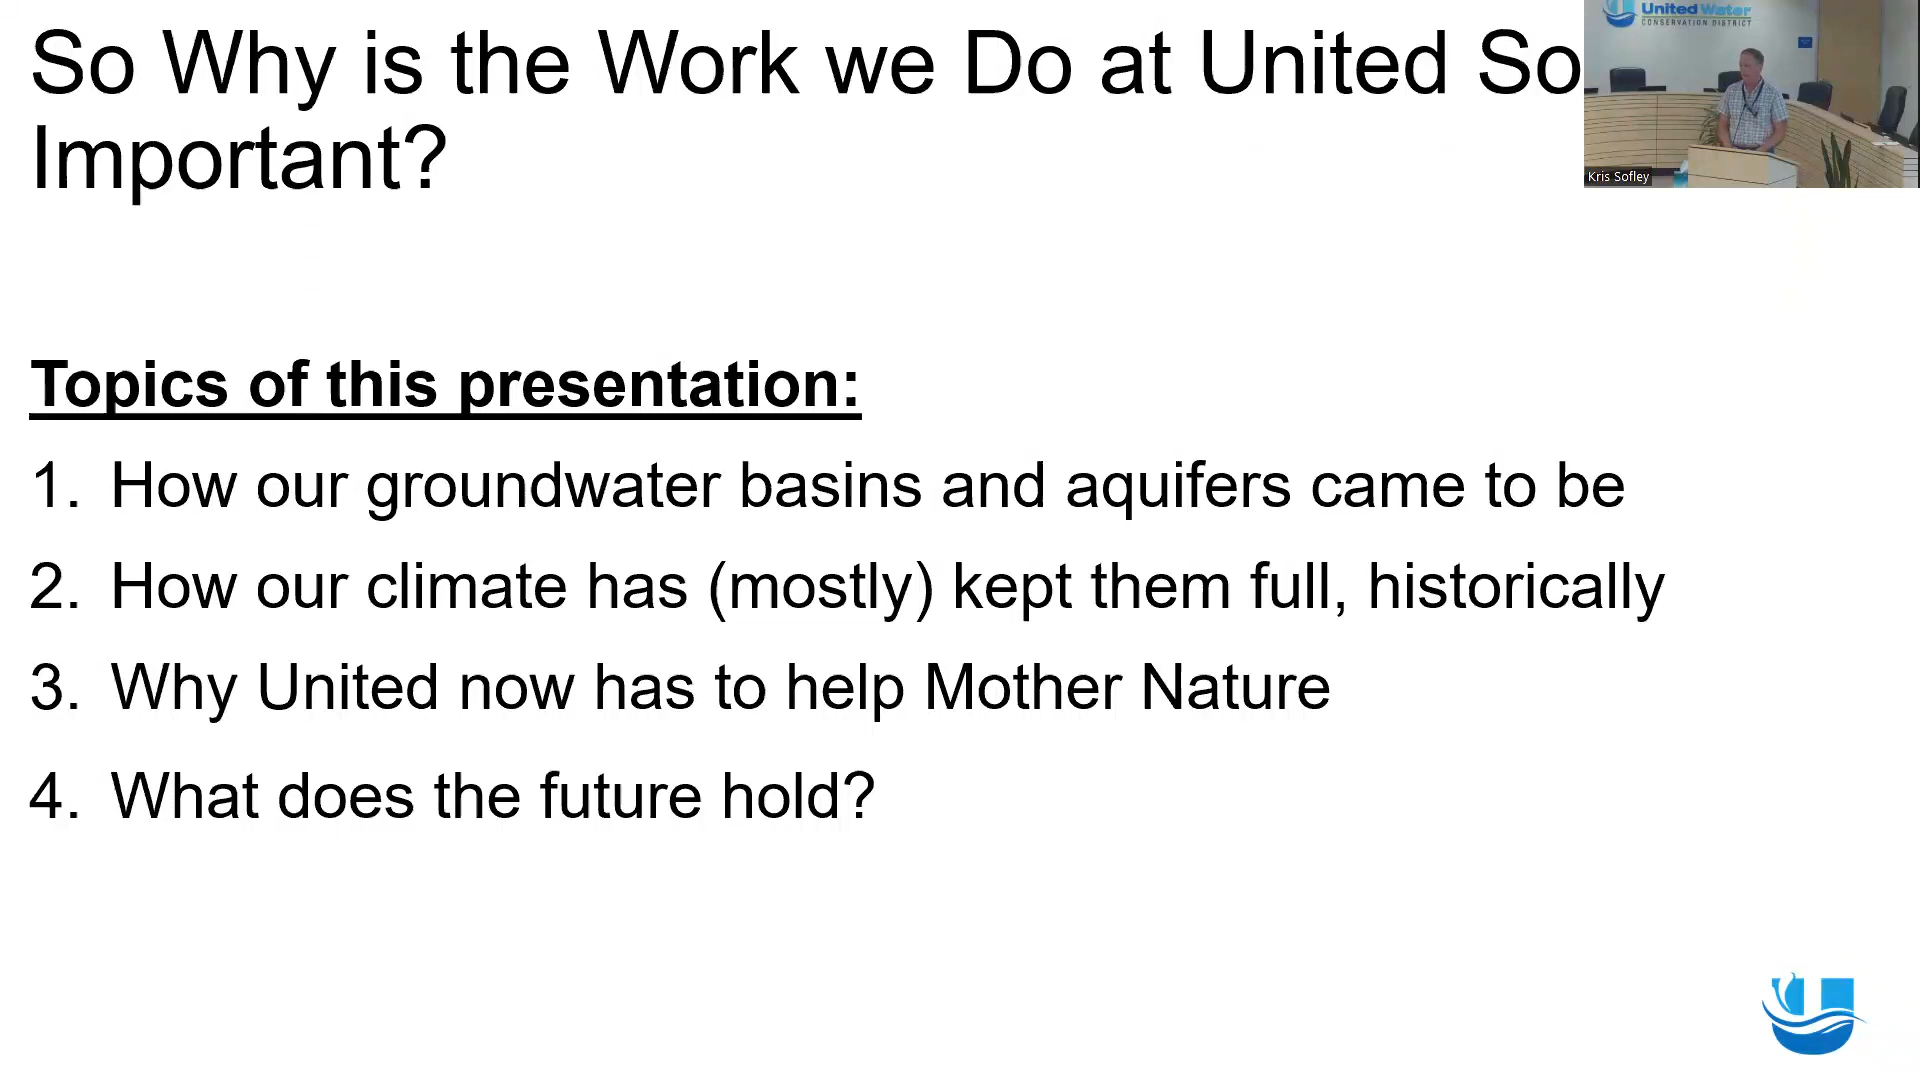 So Why is the Work we Do at United So
Important?
United Water
CONSERVATION DISTRICT
Kris Sofley
Topics of this presentation:
1. How our groundwater basins and aquifers came to be
2. How our climate has (mostly) kept them full, historically
3. Why United now has to help Mother Nature
4. What does the future hold?